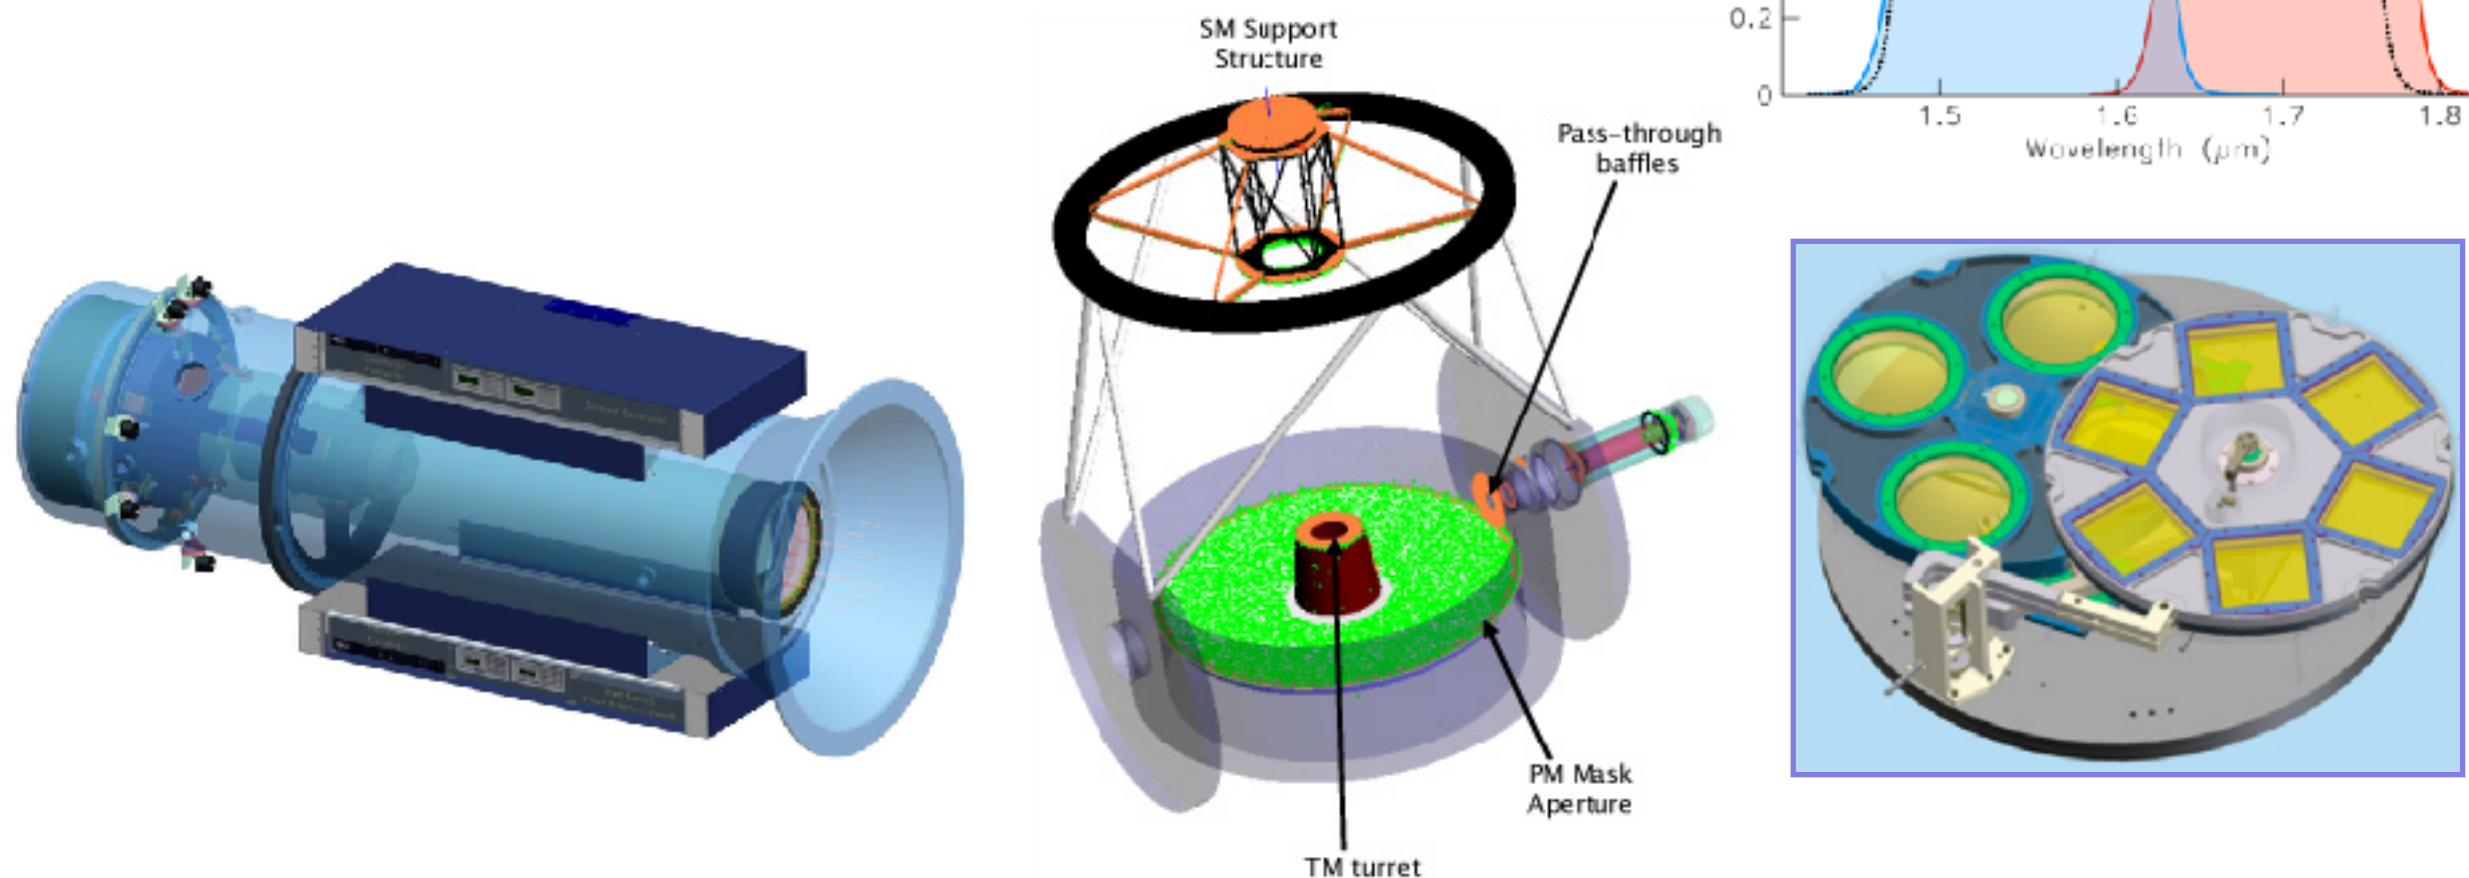 SM Support
Structure
Pass-through
baffles
PM Mask
Aperture
TM turret
0.2
0
1.5
1.6
1.7
1.8
Wavelength (μm)